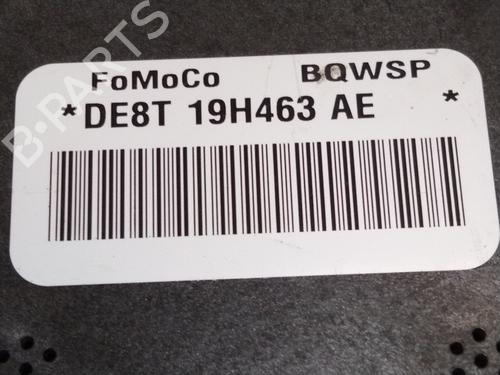 FoMoCo BQWSP
*DE8T 19H463 AE *
B-PARTS